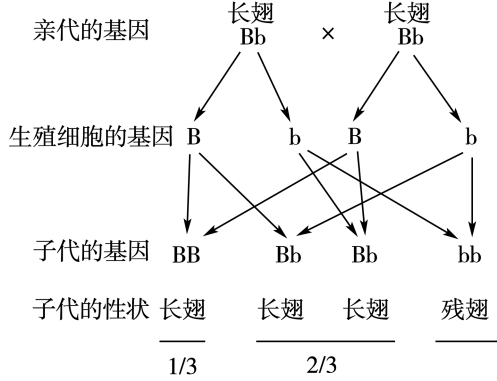 长翅 长翅
亲代的基因 Bb × Bb
生殖细胞的基因 B b B b
子代的基因 BB Bb Bb bb
子代的性状 长翅 长翅 长翅 残翅
1/3 2/3